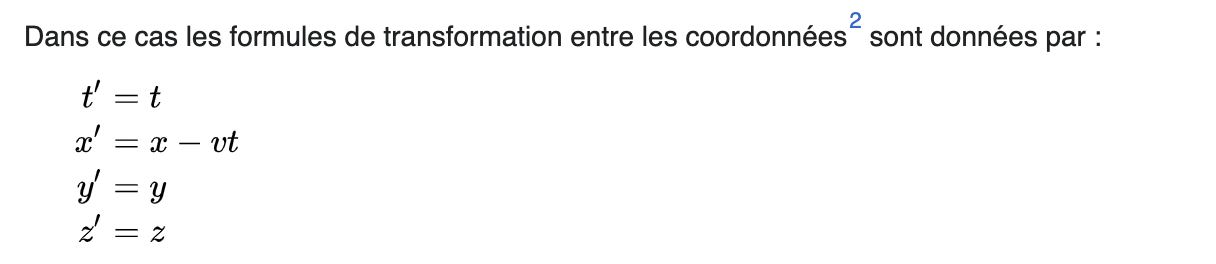 Dans ce cas les formules de transformation entre les coordonnées² sont données par :
t′ = t
x′ = x − vt
y′ = y
z′ = z